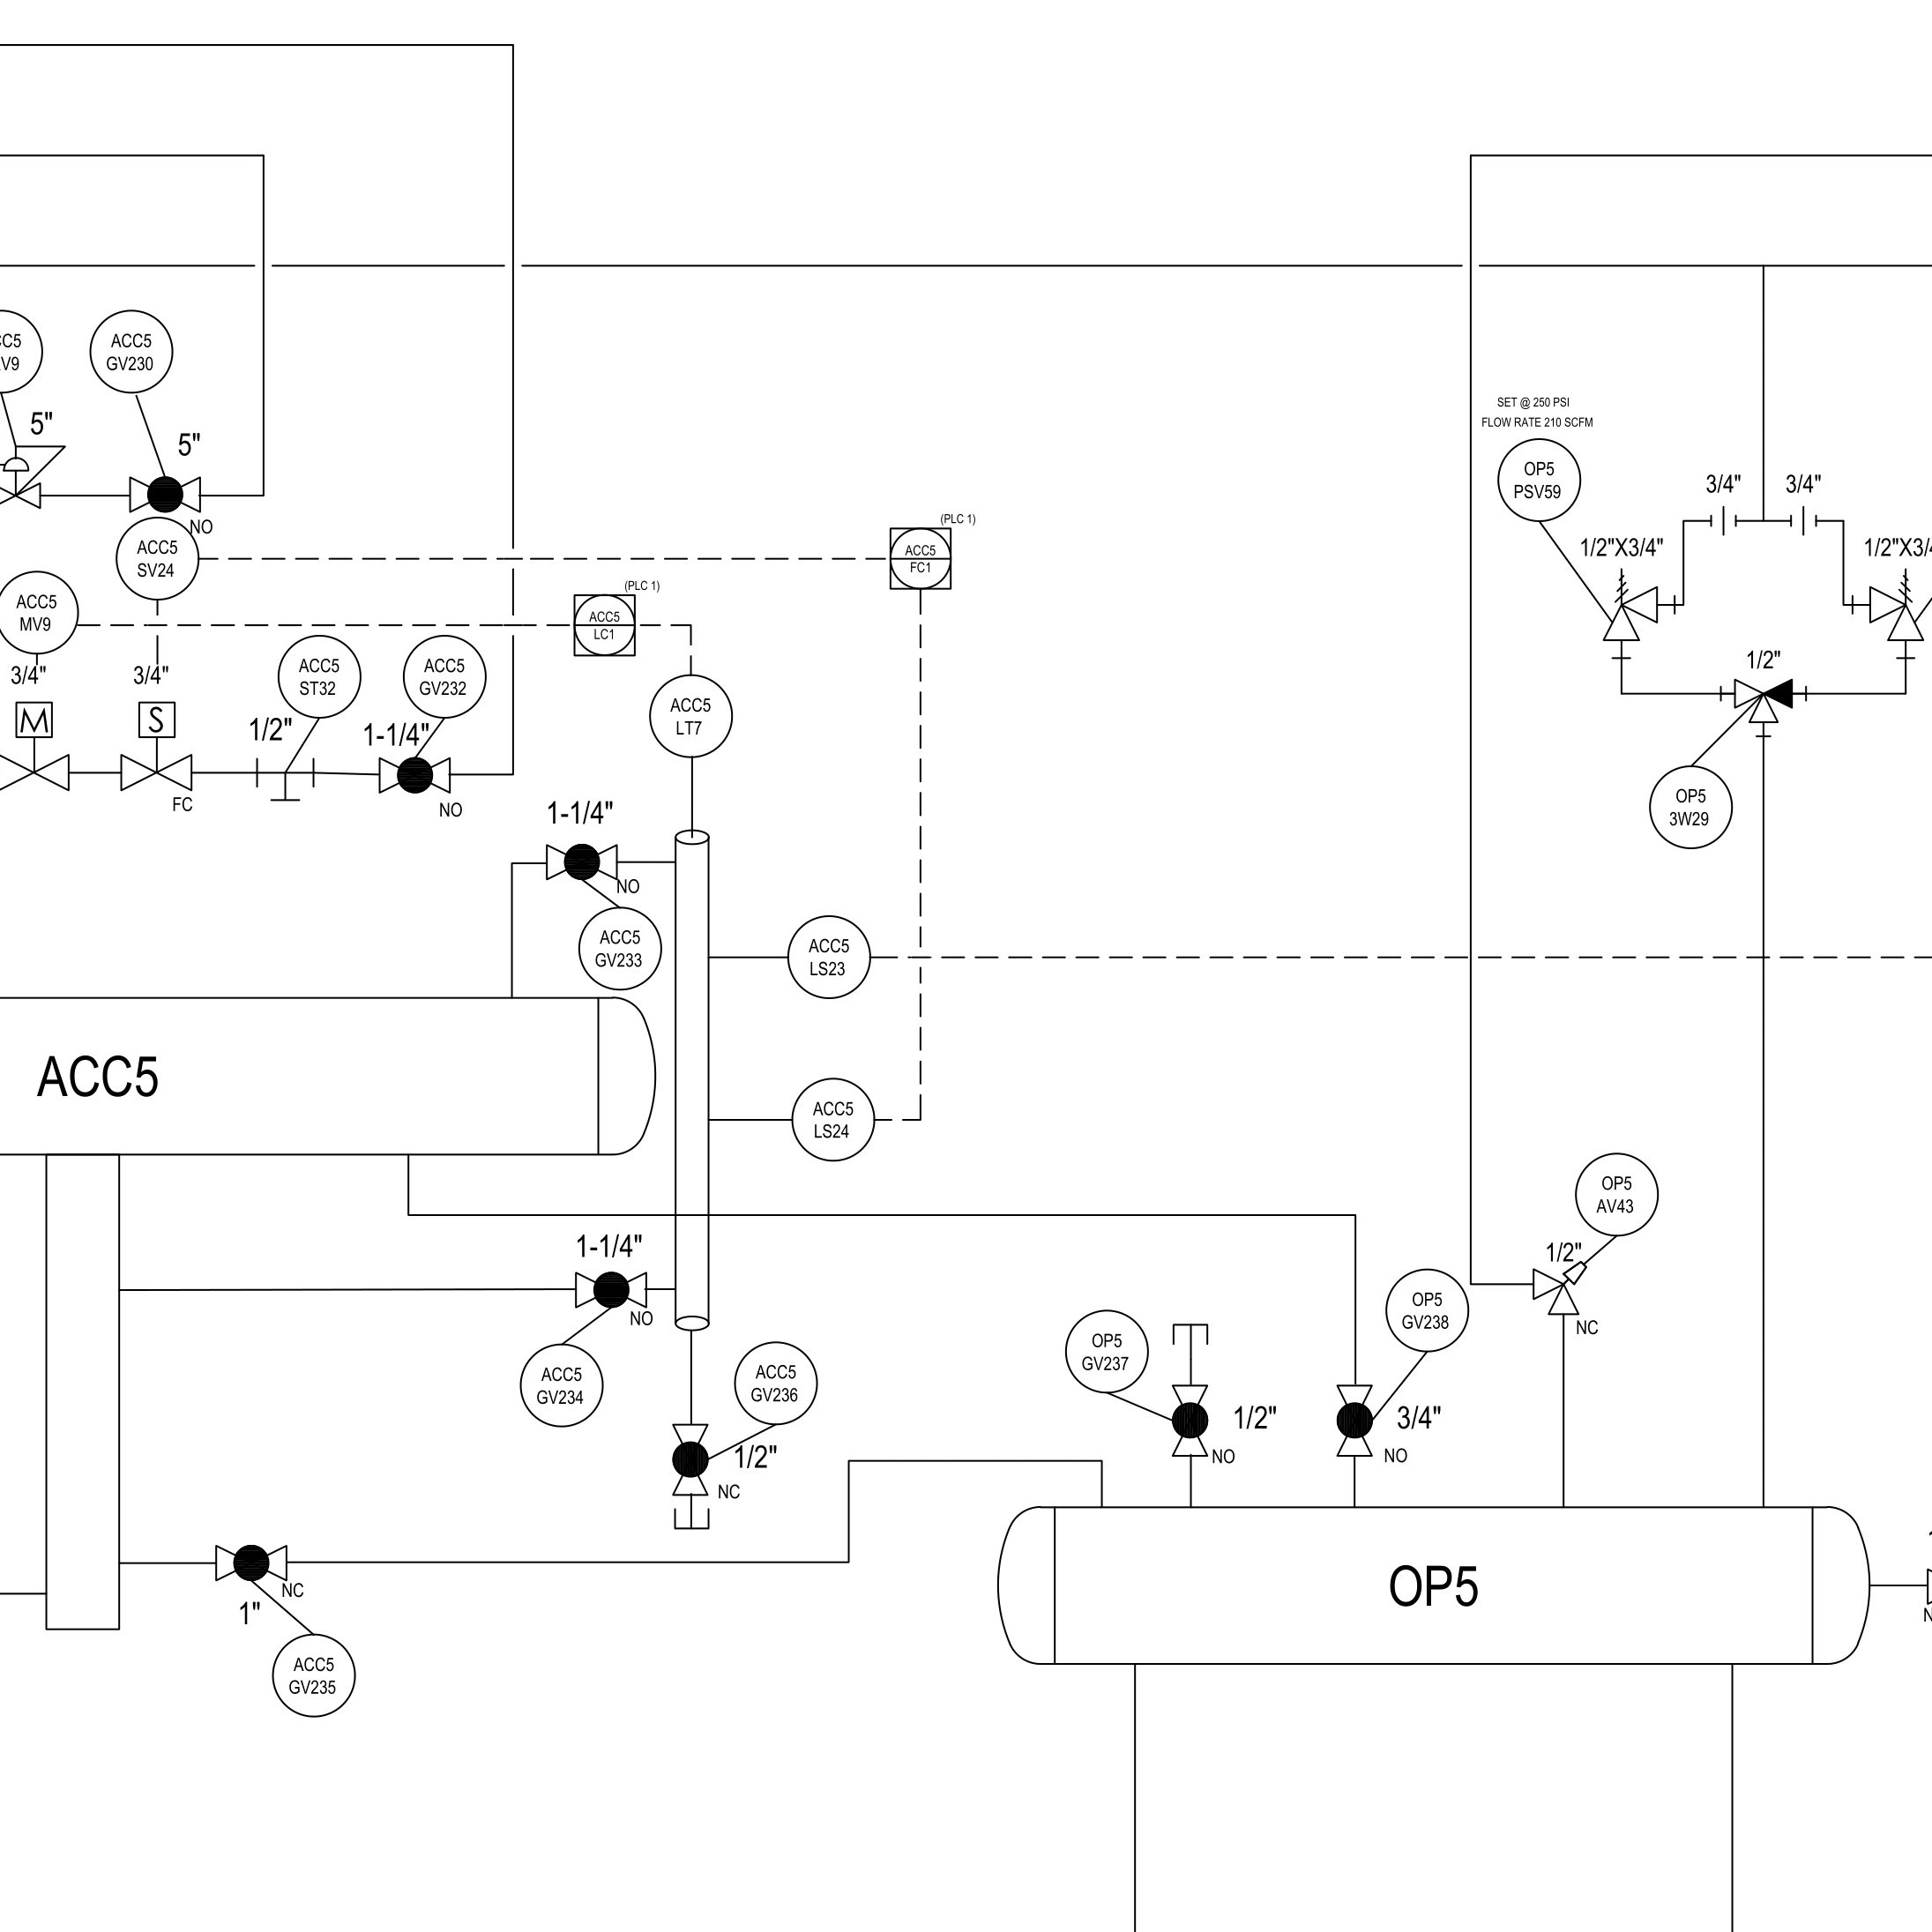 ACC5
GV230
5"
5"
NO
ACC5
SV24
ACC5
MV9
3/4"
3/4"
M
S
FC
ACC5
ST32
1/2"
ACC5
GV232
1-1/4"
NO
(PLC 1)
ACC5
LC1
(PLC 1)
ACC5
FC1
ACC5
LT7
1-1/4"
NO
ACC5
GV233
ACC5
LS23
ACC5
LS24
ACC5
1-1/4"
NO
ACC5
GV234
ACC5
GV236
1/2"
NC
NC
1"
ACC5
GV235
SET @ 250 PSI
FLOW RATE 210 SCFM
OP5
PSV59
3/4"
3/4"
1/2"X3/4"
1/2"
OP5
3W29
OP5
AV43
1/2"
NC
OP5
GV237
1/2"
NO
OP5
GV238
3/4"
NO
OP5